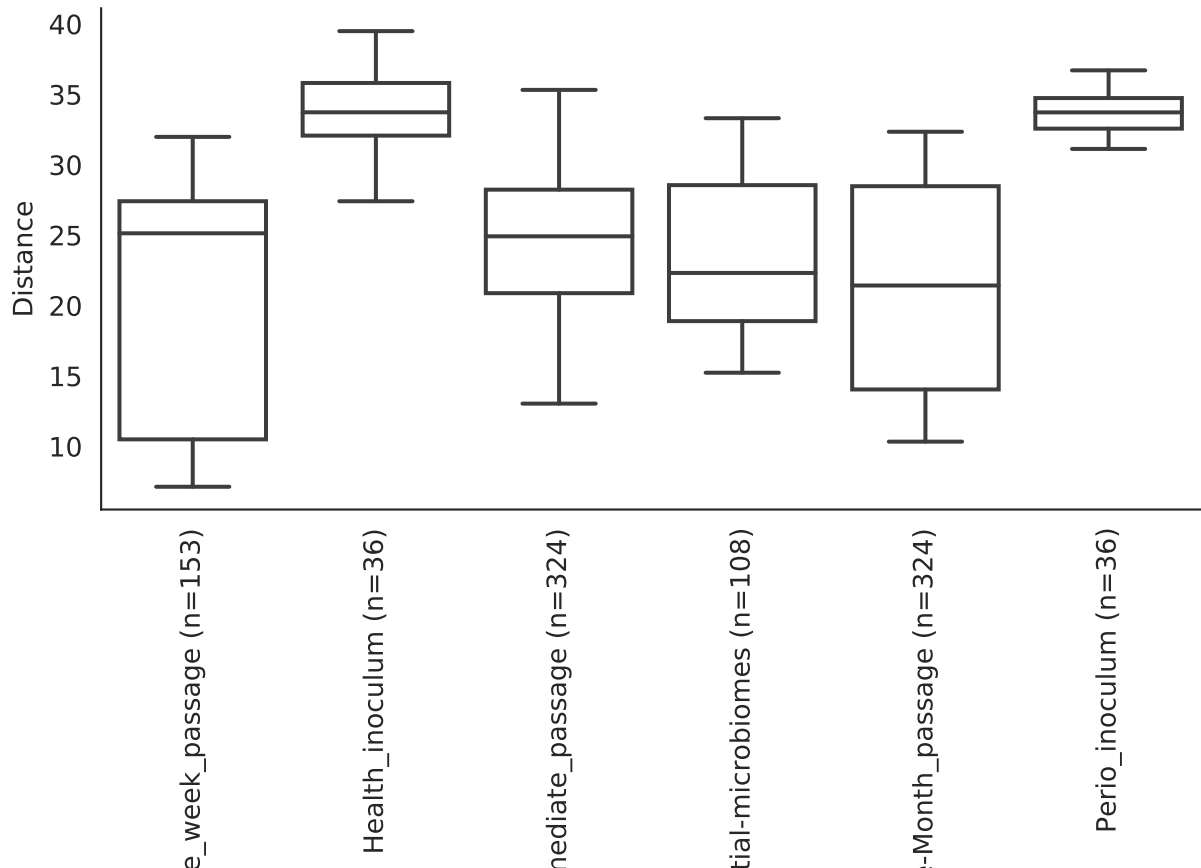 40
35
30
25
20
15
10
Distance
e_week_passage (n=153)
Health_inoculum (n=36)
mediate_passage (n=324)
tial-microbiomes (n=108)
e-Month_passage (n=324)
Perio_inoculum (n=36)